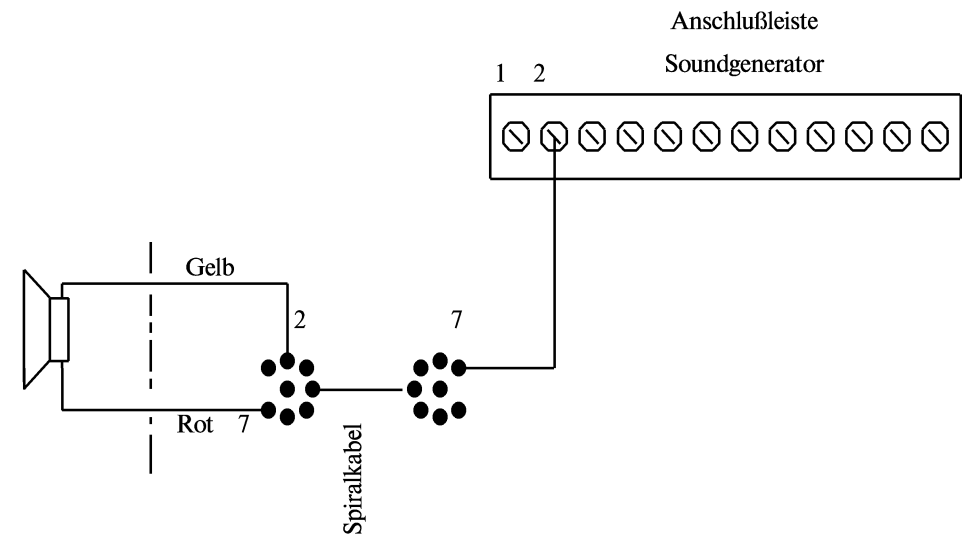 Anschlußleiste
Soundgenerator
1 2
Gelb
2
7
Rot 7
Spiralkabel